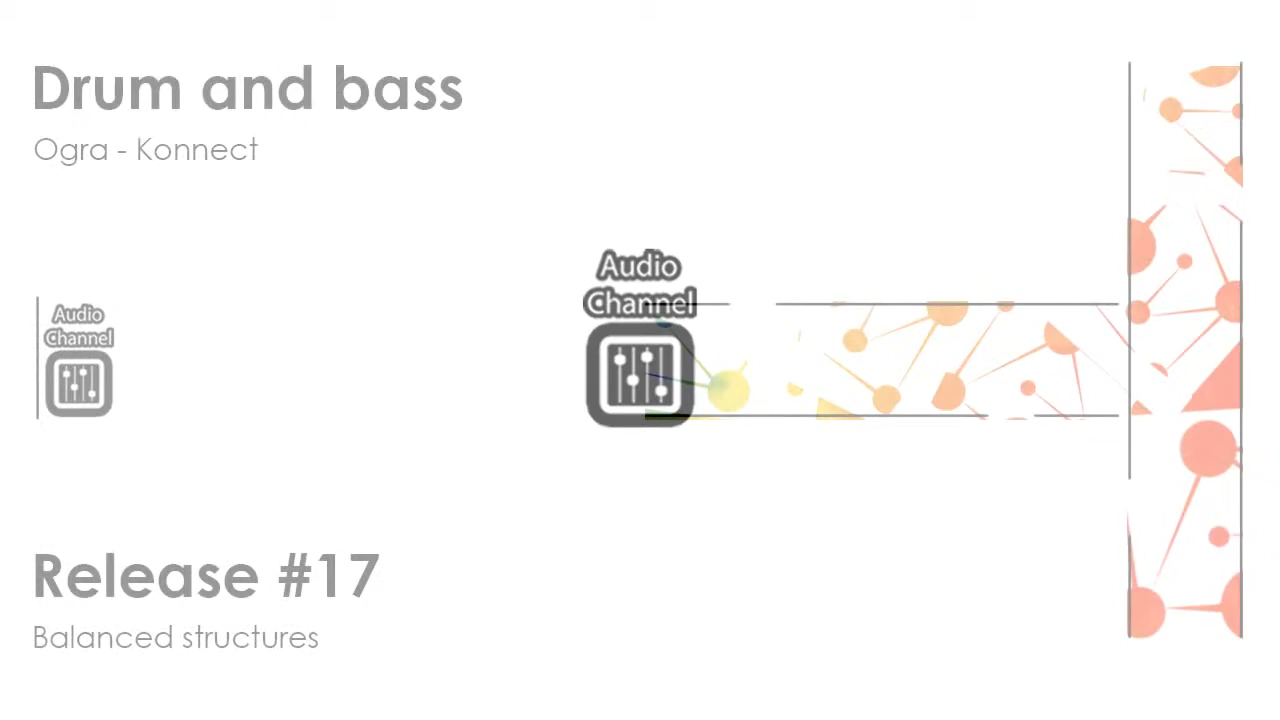 Drum and bass
Ogra - Konnect
Audio
Channel
Audio
Channel
Release #17
Balanced structures